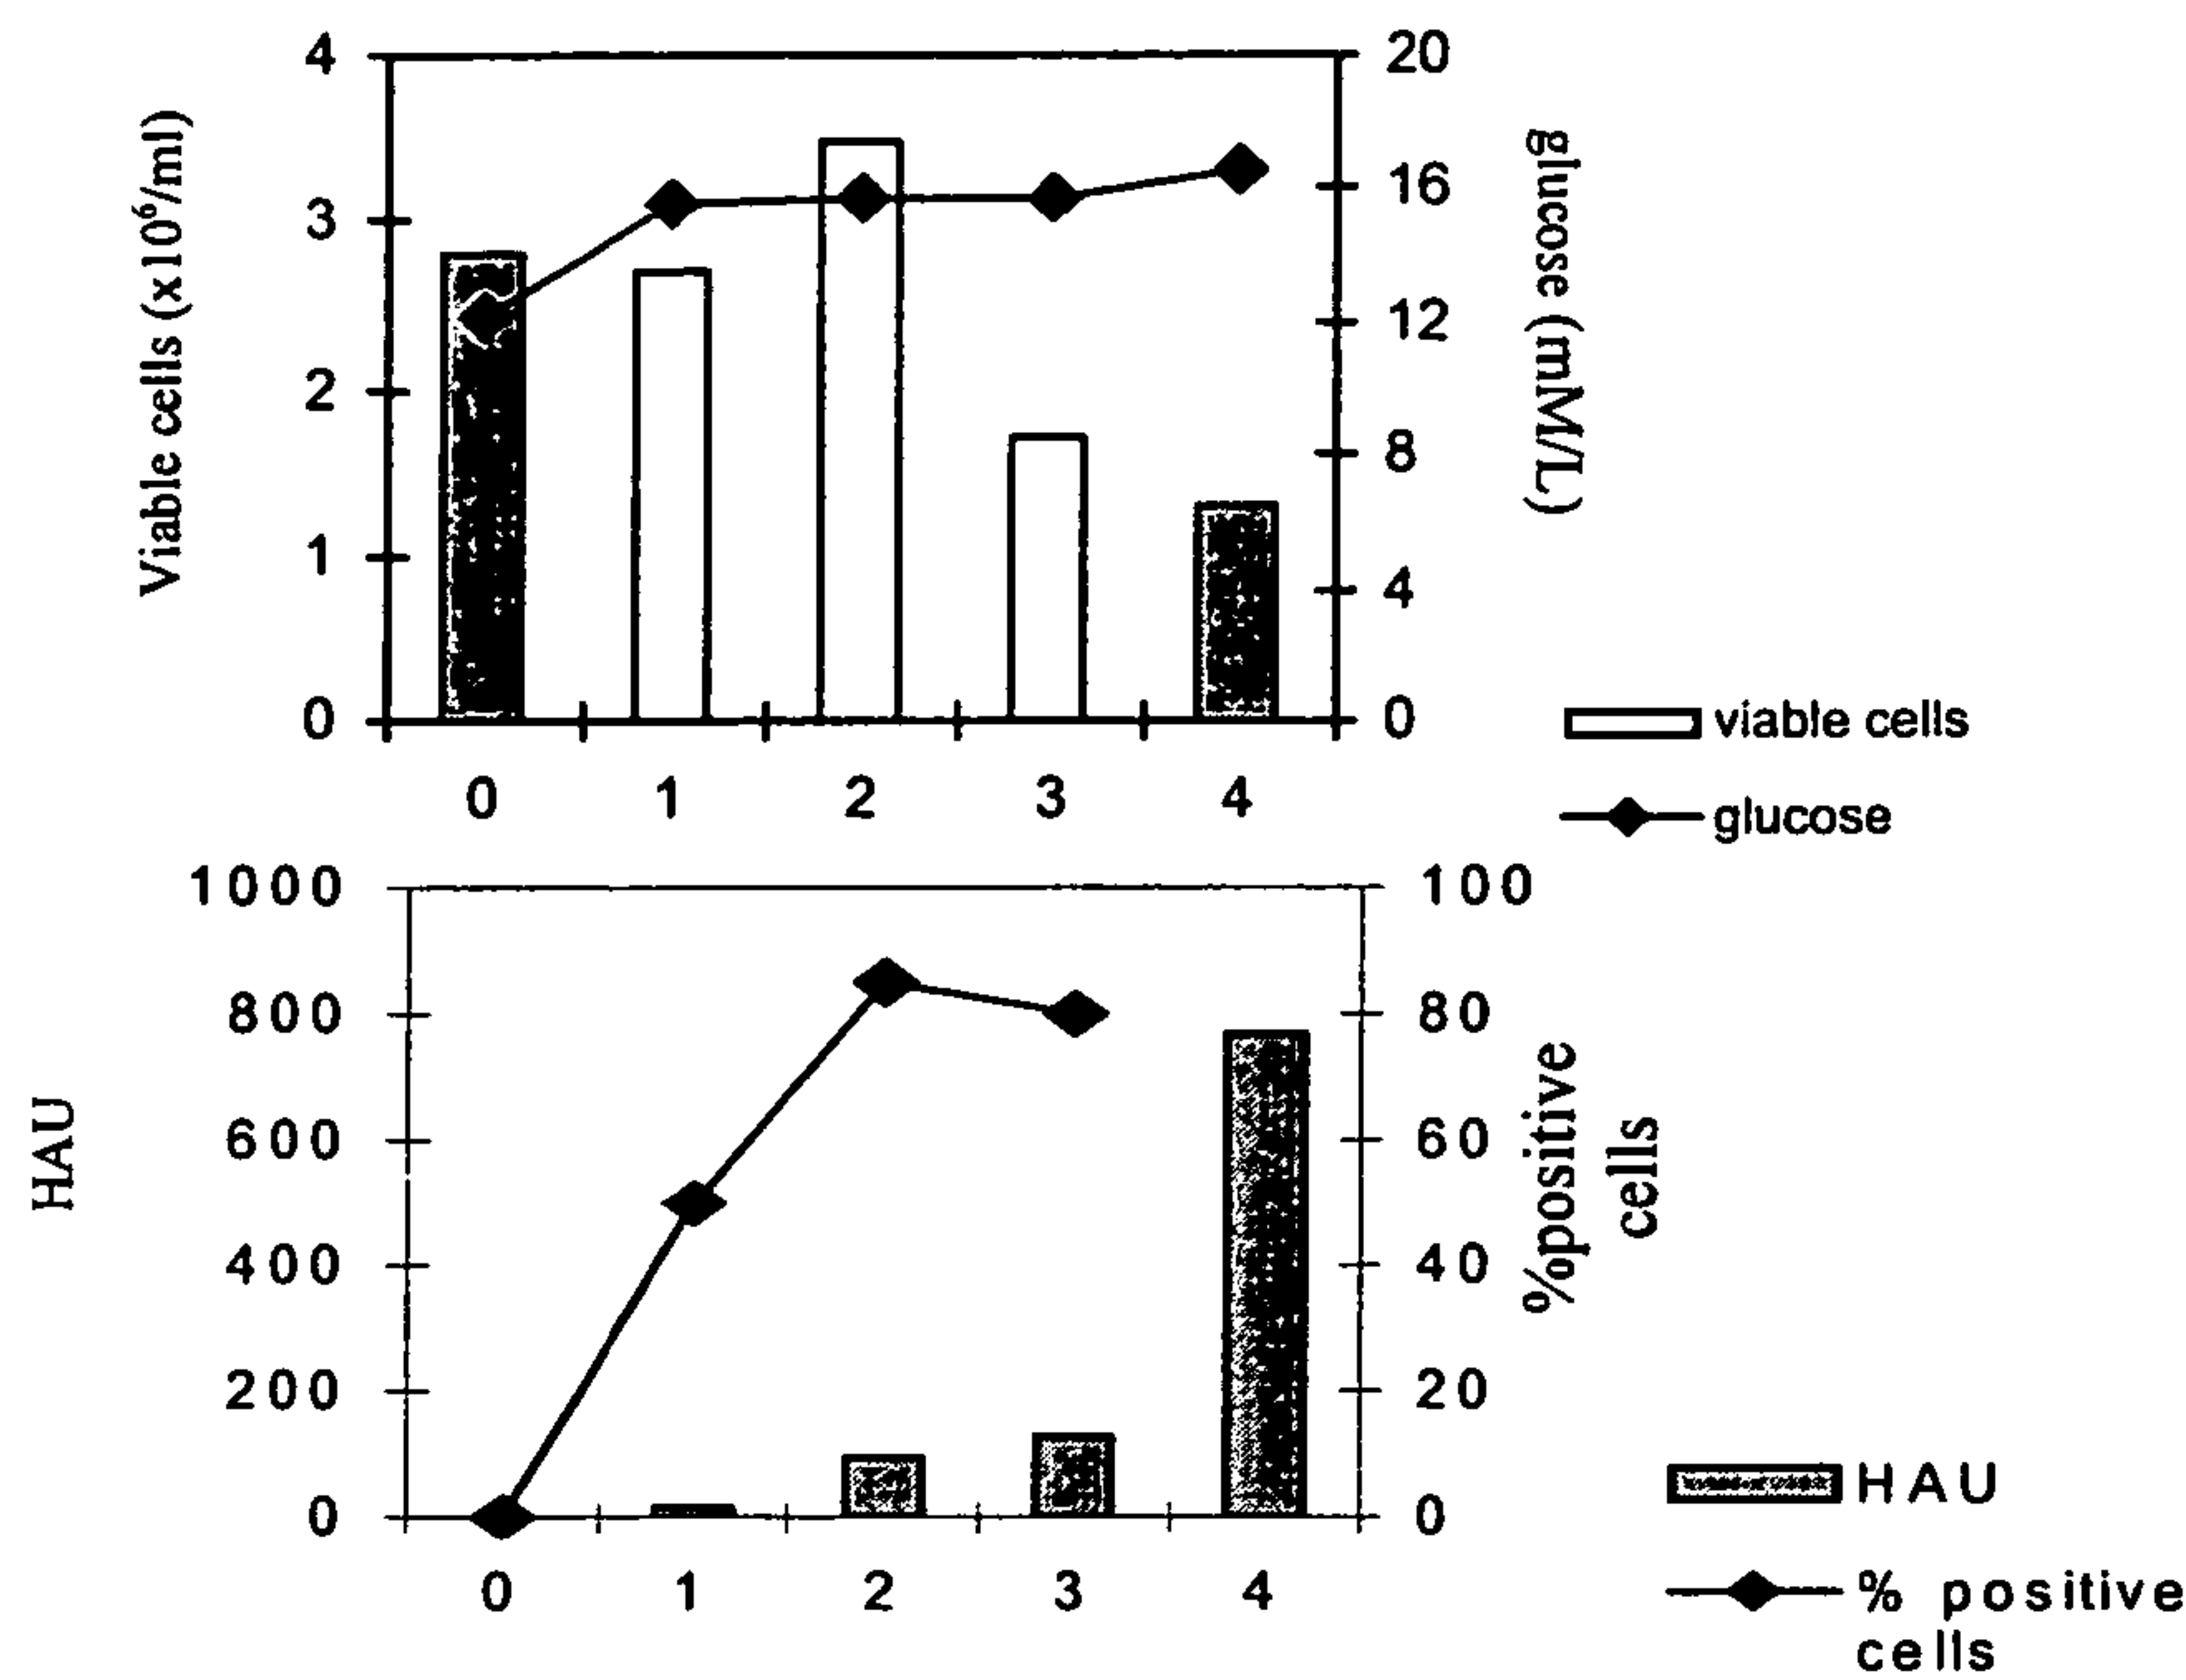 4
3
2
1
0
Viable cells (x10⁶/ml)
20
16
12
8
4
0
glucose (mM/L)
0 1 2 3 4
viable cells
glucose
1000
800
600
400
200
0
HAU
100
80
60
40
20
0
%positive
cells
0 1 2 3 4
HAU
% positive
cells